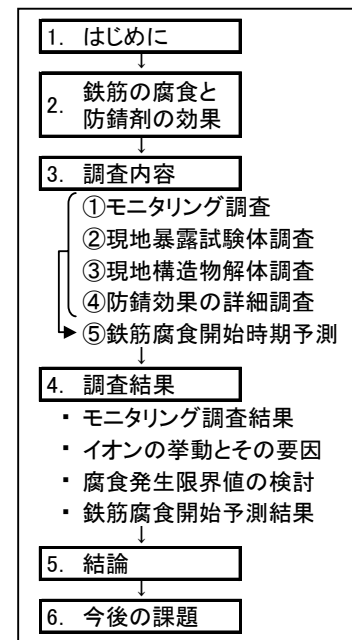 1. はじめに
↓
2. 鉄筋の腐食と
防錆剤の効果
↓
3. 調査内容
①モニタリング調査
②現地暴露試験体調査
③現地構造物解体調査
④防錆効果の詳細調査
⑤鉄筋腐食開始時期予測
↓
4. 調査結果
・ モニタリング調査結果
・ イオンの挙動とその要因
・ 腐食発生限界値の検討
・ 鉄筋腐食開始予測結果
↓
5. 結論
↓
6. 今後の課題